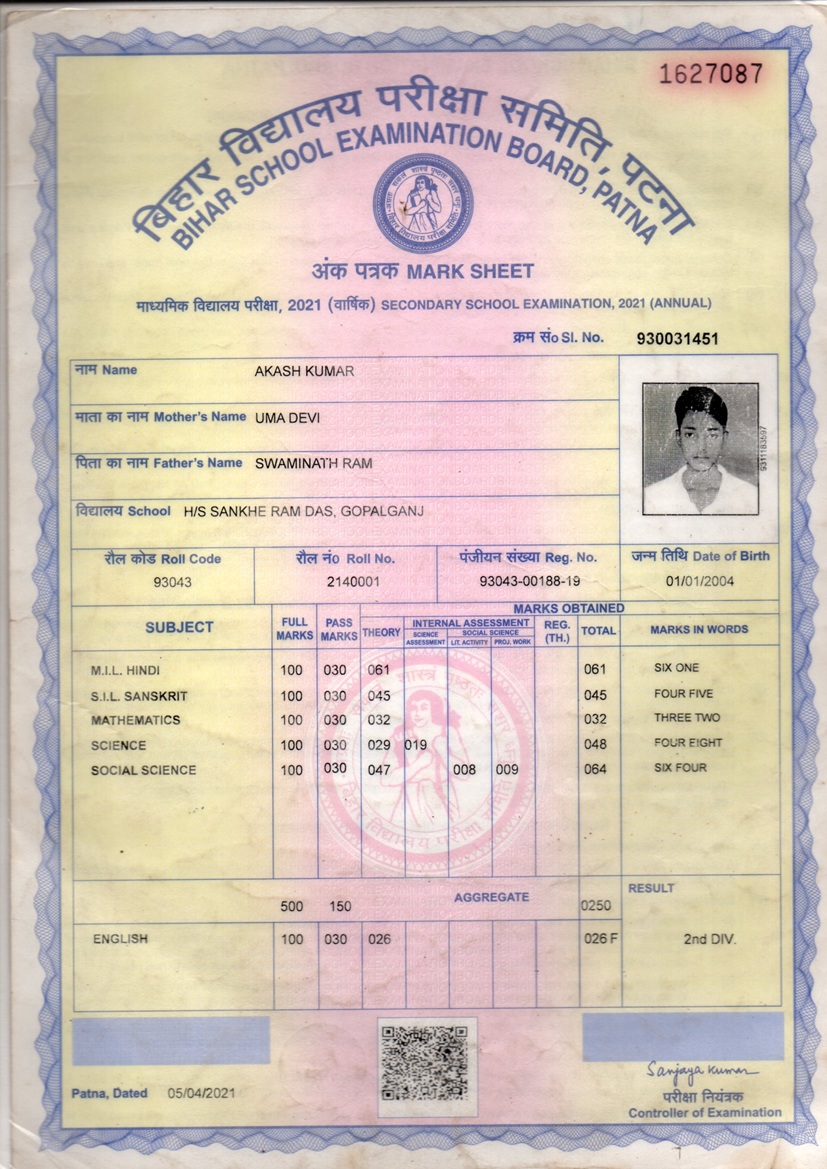 1627087
बिहार विद्यालय परीक्षा समिति, पटना
BIHAR SCHOOL EXAMINATION BOARD, PATNA
अंक पत्रक MARK SHEET
माध्यमिक विद्यालय परीक्षा, 2021 (वार्षिक) SECONDARY SCHOOL EXAMINATION, 2021 (ANNUAL)
क्रम सं० Sl. No. 930031451
नाम Name AKASH KUMAR
माता का नाम Mother's Name UMA DEVI
पिता का नाम Father's Name SWAMINATH RAM
विद्यालय School H/S SANKHE RAM DAS, GOPALGANJ
9311183597
रौल कोड Roll Code रौल नं० Roll No. पंजीयन संख्या Reg. No. जन्म तिथि Date of Birth
93043 2140001 93043-00188-19 01/01/2004
MARKS OBTAINED
SUBJECT FULL MARKS PASS MARKS THEORY INTERNAL ASSESSMENT REG. (TH.) TOTAL MARKS IN WORDS
SCIENCE ASSESSMENT SOCIAL SCIENCE
LIT. ACTIVITY PROJ. WORK
M.I.L. HINDI 100 030 061 061 SIX ONE
S.I.L. SANSKRIT 100 030 045 045 FOUR FIVE
MATHEMATICS 100 030 032 032 THREE TWO
SCIENCE 100 030 029 019 048 FOUR EIGHT
SOCIAL SCIENCE 100 030 047 008 009 064 SIX FOUR
500 150 AGGREGATE 0250 RESULT
ENGLISH 100 030 026 026 F 2nd DIV.
Patna, Dated 05/04/2021
Sanjaya Kumar
परीक्षा नियंत्रक
Controller of Examination